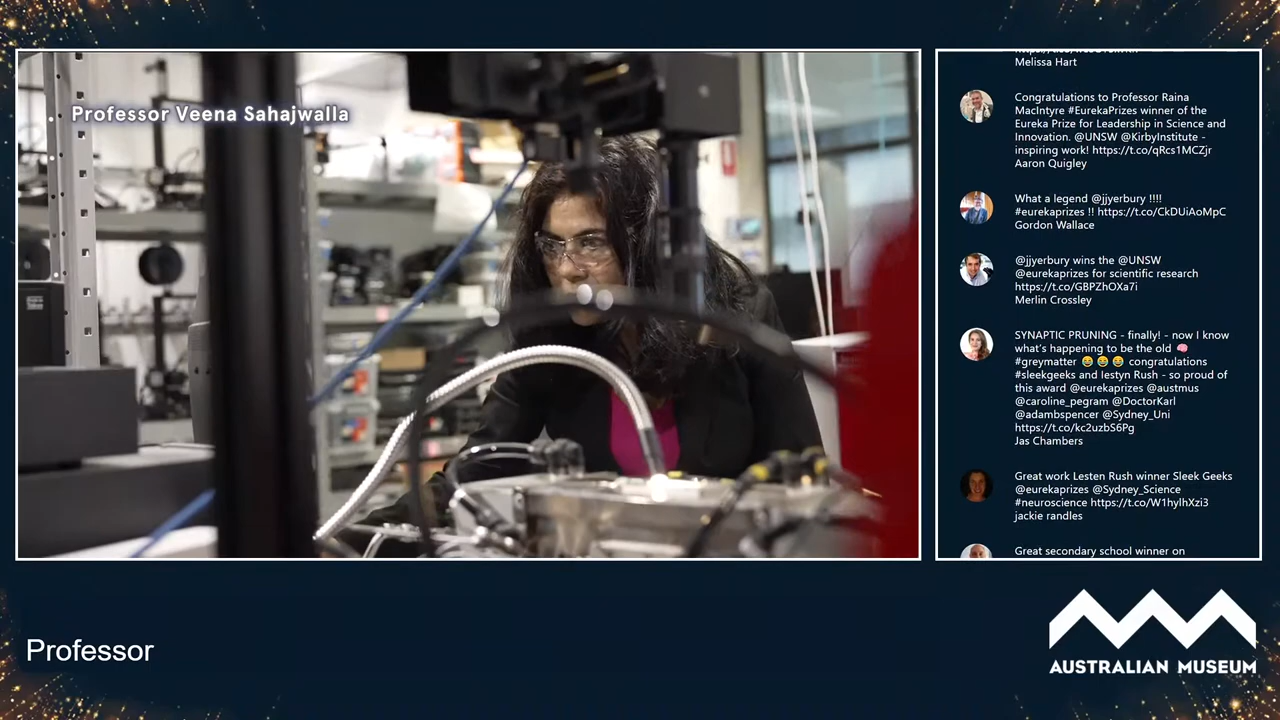 Professor Veena Sahajwalla
Melissa Hart
Congratulations to Professor Raina
MacIntyre #EurekaPrizes winner of the
Eureka Prize for Leadership in Science and
Innovation. @UNSW @KirbyInstitute -
inspiring work! https://t.co/qRcs1MCZjr
Aaron Quigley
What a legend @jjyerbury !!!!
#eurekaprizes !! https://t.co/CkDUiAoMpC
Gordon Wallace
@jjyerbury wins the @UNSW
@eurekaprizes for scientific research
https://t.co/GBPZhOXa7i
Merlin Crossley
SYNAPTIC PRUNING - finally! - now I know
what's happening to be the old 🧠
#greymatter 😆 😆 😆 congratulations
#sleekgeeks and Iestyn Rush - so proud of
this award @eurekaprizes @austmus
@caroline_pegram @DoctorKarl
@adambspencer @Sydney_Uni
https://t.co/kc2uzbS6Pg
Jas Chambers
Great work Lesten Rush winner Sleek Geeks
@eurekaprizes @Sydney_Science
#neuroscience https://t.co/W1hylhXzi3
jackie randles
Great secondary school winner on
Professor
AUSTRALIAN MUSEUM